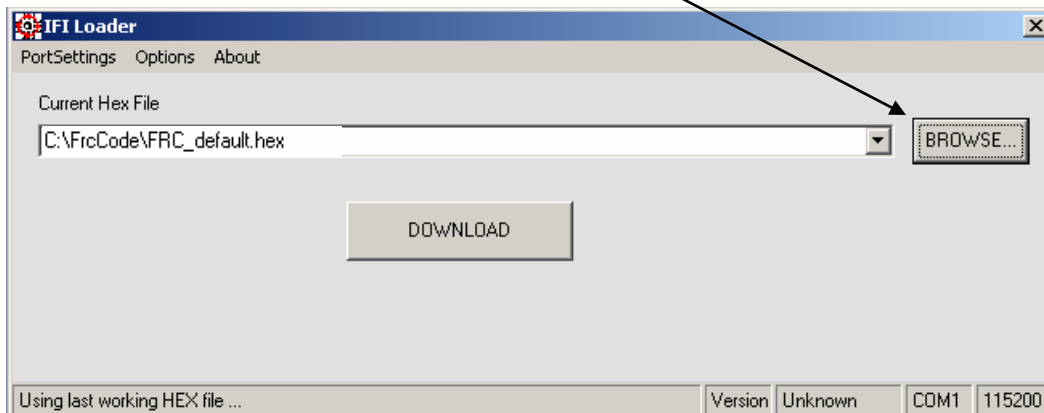 IFI Loader
PortSettings Options About
Current Hex File
C:\FrcCode\FRC_default.hex BROWSE...
DOWNLOAD
Using last working HEX file ... Version Unknown COM1 115200